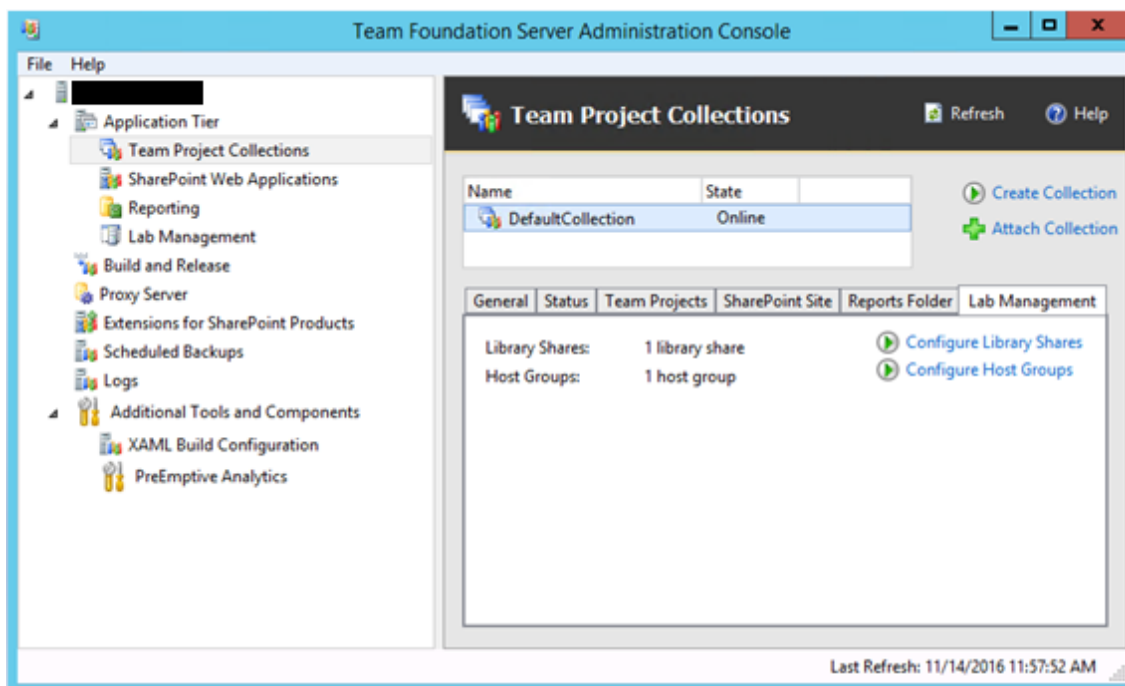 Team Foundation Server Administration Console
File Help
Application Tier
Team Project Collections
SharePoint Web Applications
Reporting
Lab Management
Build and Release
Proxy Server
Extensions for SharePoint Products
Scheduled Backups
Logs
Additional Tools and Components
XAML Build Configuration
PreEmptive Analytics
Team Project Collections Refresh Help
Name State
DefaultCollection Online
Create Collection
Attach Collection
General Status Team Projects SharePoint Site Reports Folder Lab Management
Library Shares: 1 library share Configure Library Shares
Host Groups: 1 host group Configure Host Groups
Last Refresh: 11/14/2016 11:57:52 AM